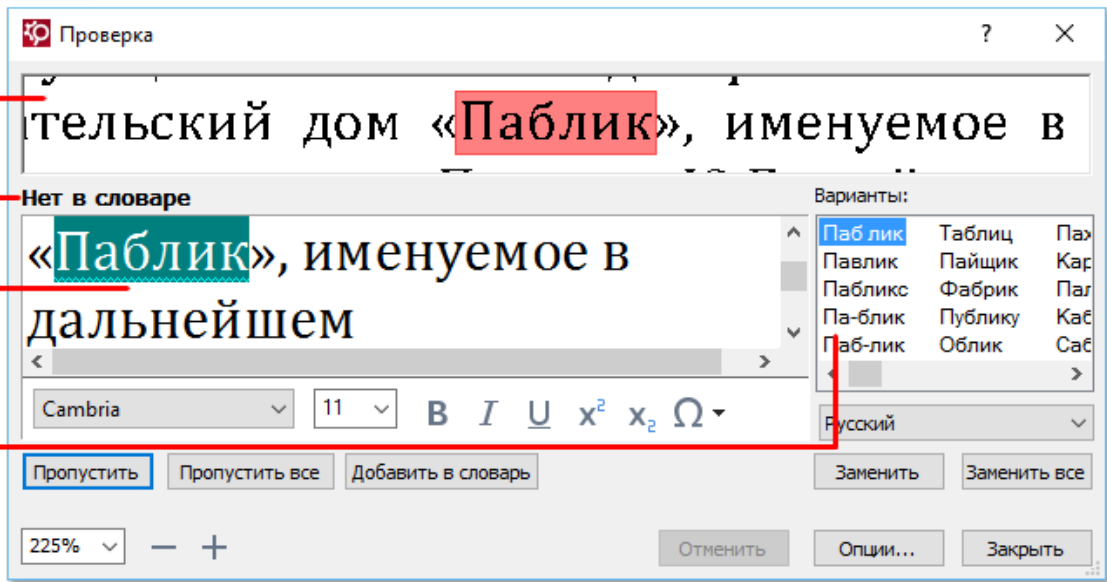 Проверка
?
тельский дом «Паблик», именуемое в
Нет в словаре
Варианты:
«Паблик», именуемое в
дальнейшем
Паб лик Таблиц
Павлик Пайщик
Пабликс Фабрик
Па-блик Публику
Паб-лик Облик
Cambria 11 B I U x² x₂ Ω
Русский
Пропустить Пропустить все Добавить в словарь Заменить Заменить все
225% Отменить Опции... Закрыть